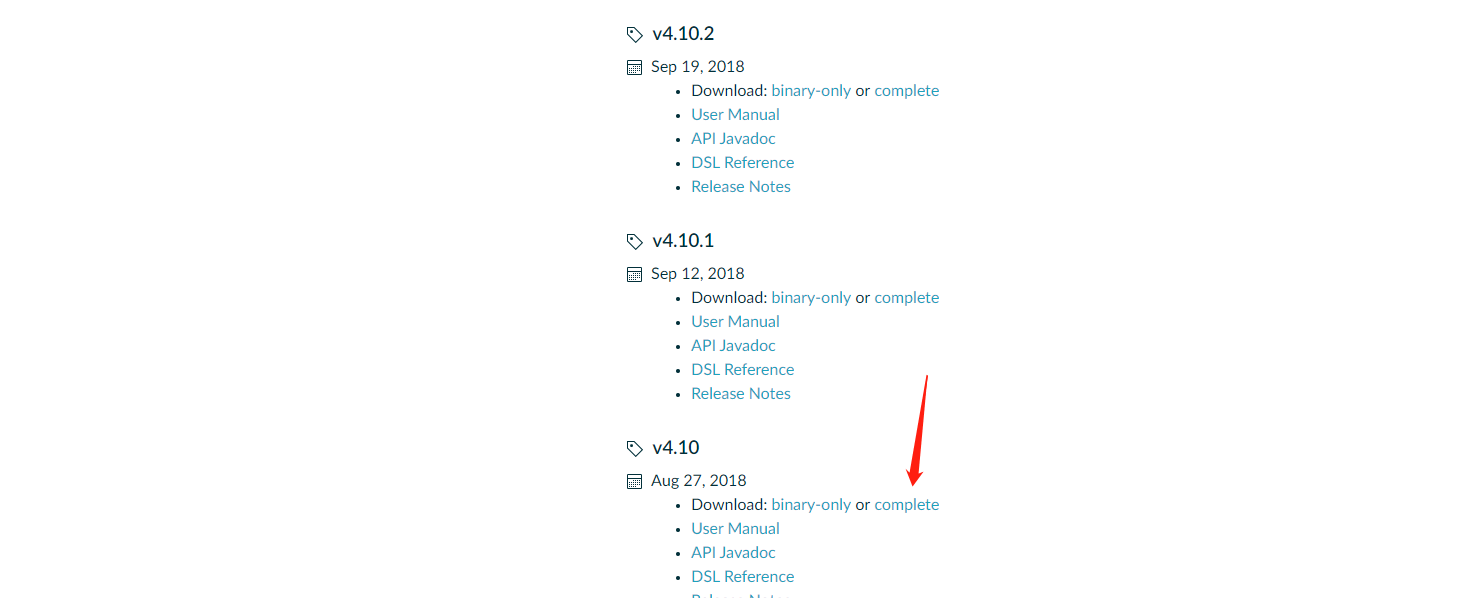 v4.10.2
Sep 19, 2018
Download: binary-only or complete
User Manual
API Javadoc
DSL Reference
Release Notes
v4.10.1
Sep 12, 2018
Download: binary-only or complete
User Manual
API Javadoc
DSL Reference
Release Notes
v4.10
Aug 27, 2018
Download: binary-only or complete
User Manual
API Javadoc
DSL Reference